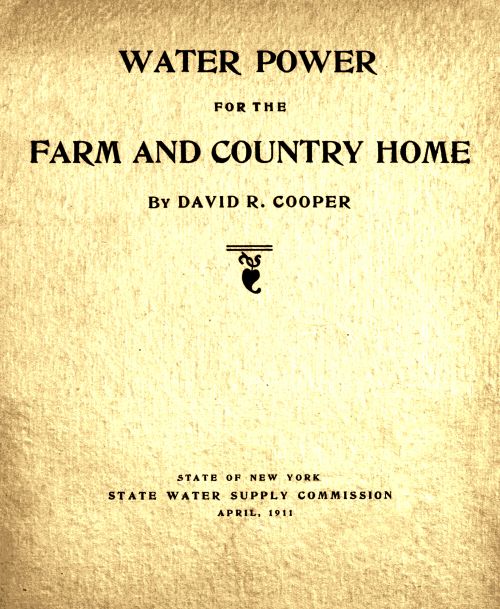 WATER POWER
FOR THE
FARM AND COUNTRY HOME
BY DAVID R. COOPER
STATE OF NEW YORK
STATE WATER SUPPLY COMMISSION
APRIL, 1911